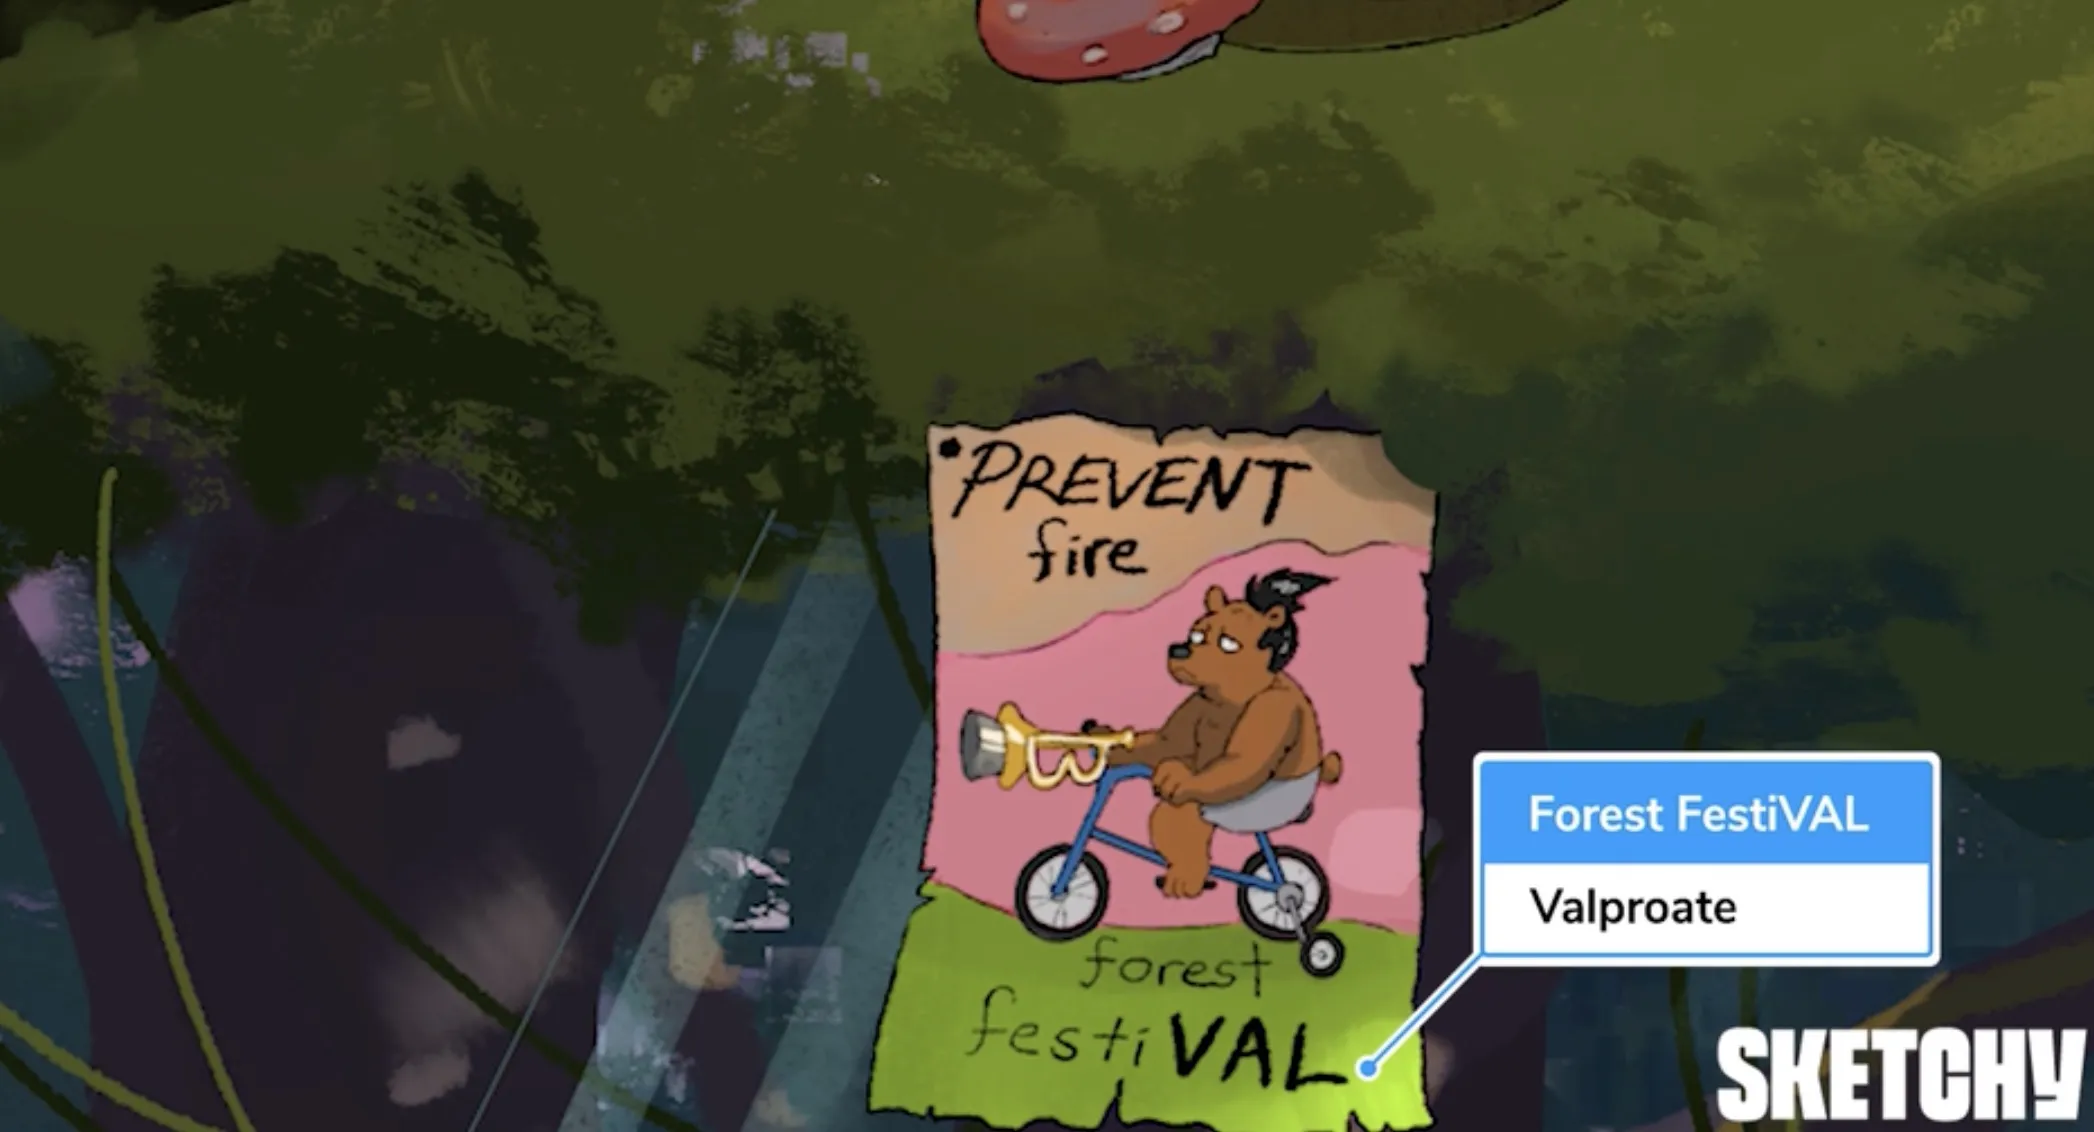 PREVENT
fire
forest
festiVAL
Forest FestiVAL
Valproate
SKETCHY